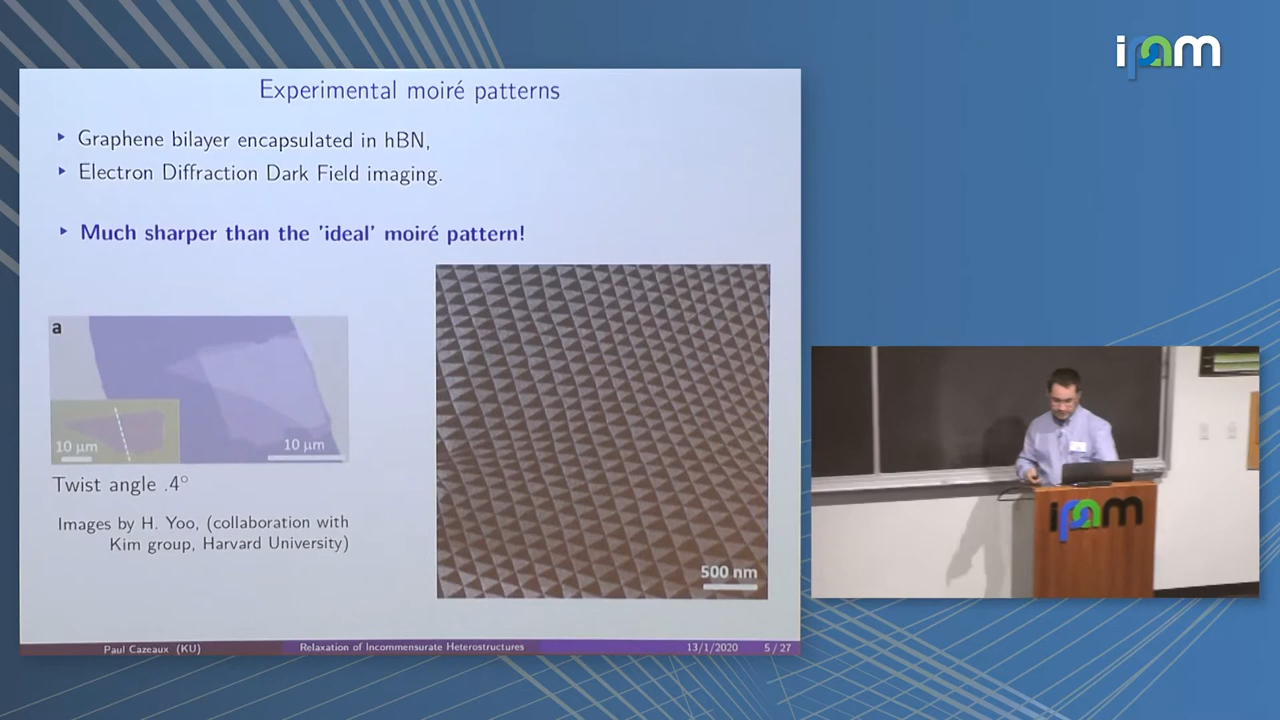 ipam
Experimental moiré patterns
Graphene bilayer encapsulated in hBN,
Electron Diffraction Dark Field imaging.
Much sharper than the 'ideal' moiré pattern!
a
10 µm
10 µm
Twist angle .4°
Images by H. Yoo, (collaboration with
Kim group, Harvard University)
500 nm
Paul Cazeaux (KU)
Relaxation of Incommensurate Heterostructures
13/1/2020
5 / 27
ipam